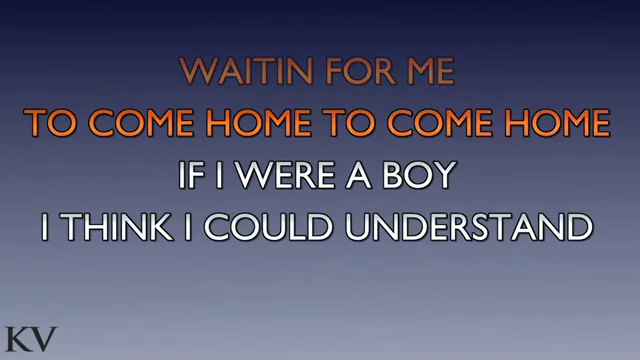 WAITIN FOR ME
TO COME HOME TO COME HOME
IF I WERE A BOY
I THINK I COULD UNDERSTAND
KV